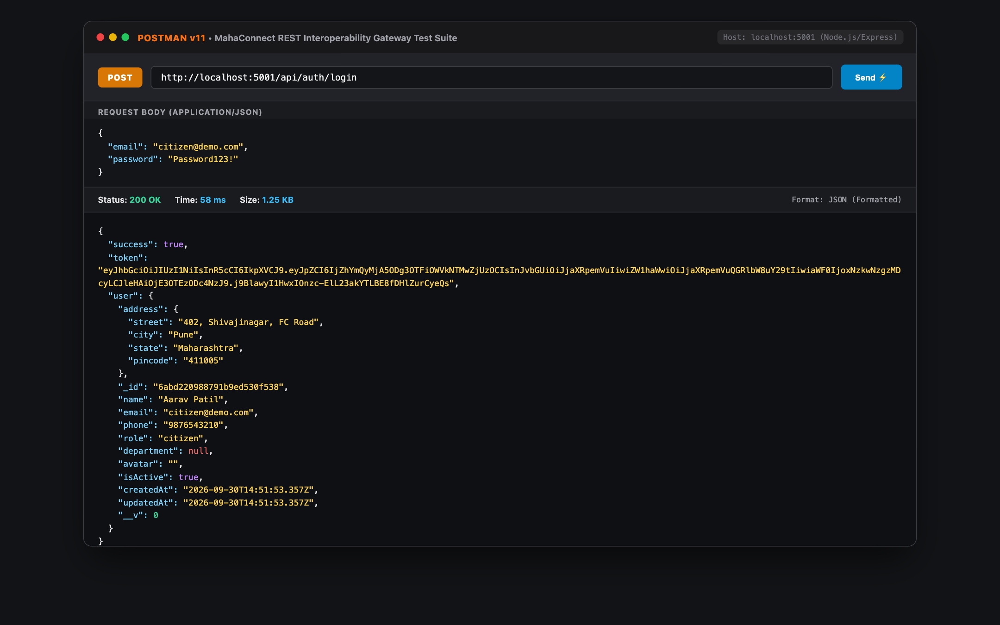 POSTMAN v11 • MahaConnect REST Interoperability Gateway Test Suite
Host: localhost:5001 (Node.js/Express)
POST
http://localhost:5001/api/auth/login
Send ⚡
REQUEST BODY (APPLICATION/JSON)
{
  "email": "citizen@demo.com",
  "password": "Password123!"
}
Status: 200 OK Time: 58 ms Size: 1.25 KB
Format: JSON (Formatted)
{
  "success": true,
  "token":
"eyJhbGciOiJIUzI1NiIsInR5cCI6IkpXVCJ9.eyJpZCI6IjZhYmQyMjA5ODg3OTFiOWVkNTMwZjUzOCIsInJvbGUiOiJjaXRpemVuIiwiZW1haWwiOiJjaXRpemVuQGRlbW8uY29tIiwiaWF0IjoxNzkwNzgzMD
cyLCJleHAiOjE3OTEzODc4NzJ9.j9BlawyI1HwxIOnzc-ElL23akYTLBE8fDHlZurCyeQs",
  "user": {
    "address": {
      "street": "402, Shivajinagar, FC Road",
      "city": "Pune",
      "state": "Maharashtra",
      "pincode": "411005"
    },
    "_id": "6abd220988791b9ed530f538",
    "name": "Aarav Patil",
    "email": "citizen@demo.com",
    "phone": "9876543210",
    "role": "citizen",
    "department": null,
    "avatar": "",
    "isActive": true,
    "createdAt": "2026-09-30T14:51:53.357Z",
    "updatedAt": "2026-09-30T14:51:53.357Z",
    "__v": 0
  }
}